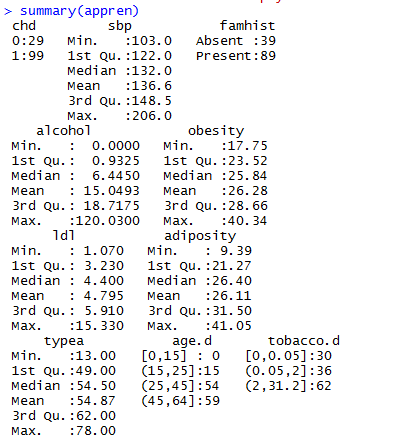 > summary(appren)
chd sbp famhist
0:29 Min. :103.0 Absent :39
1:99 1st Qu.:122.0 Present:89
Median :132.0
Mean :136.6
3rd Qu.:148.5
Max. :206.0
alcohol obesity
Min. : 0.0000 Min. :17.75
1st Qu.: 0.9325 1st Qu.:23.52
Median : 6.4450 Median :25.84
Mean : 15.0493 Mean :26.28
3rd Qu.: 18.7175 3rd Qu.:28.66
Max. :120.0300 Max. :40.34
ldl adiposity
Min. : 1.070 Min. : 9.39
1st Qu.: 3.230 1st Qu.:21.27
Median : 4.400 Median :26.40
Mean : 4.795 Mean :26.11
3rd Qu.: 5.910 3rd Qu.:31.50
Max. :15.330 Max. :41.05
typea age.d tobacco.d
Min. :13.00 [0,15] : 0 [0,0.05]:30
1st Qu.:49.00 (15,25]:15 (0.05,2]:36
Median :54.50 (25,45]:54 (2,31.2]:62
Mean :54.87 (45,64]:59
3rd Qu.:62.00
Max. :78.00